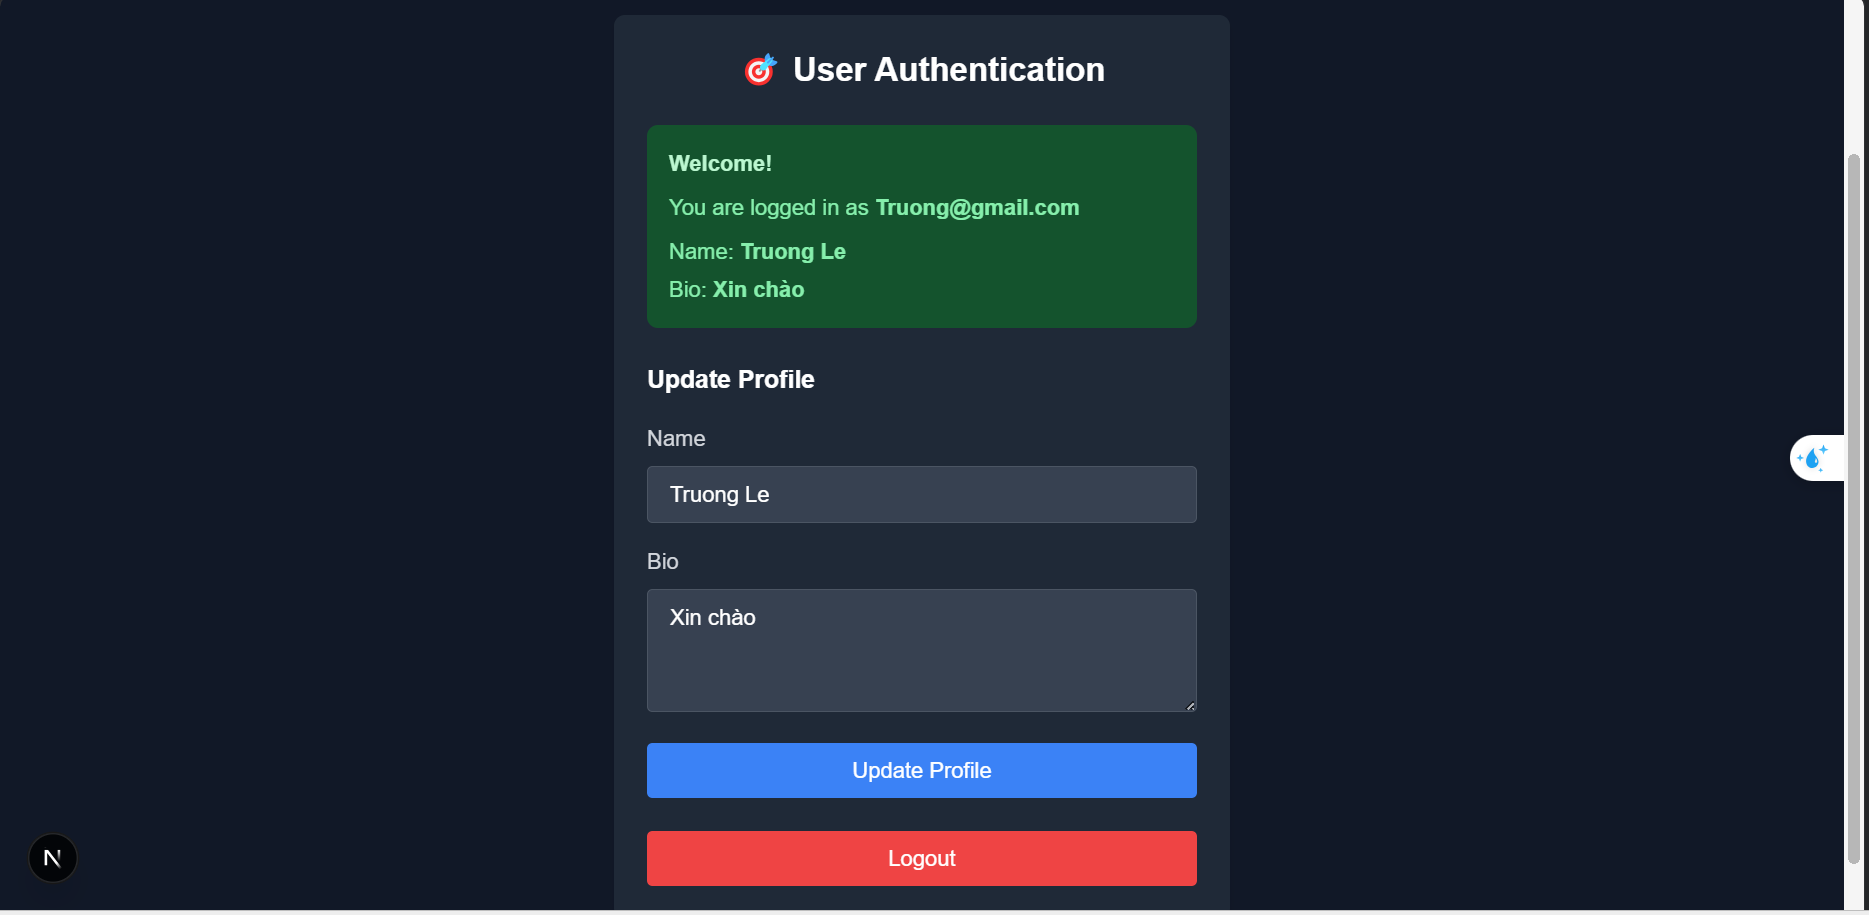 🎯 User Authentication
Welcome!
You are logged in as Truong@gmail.com
Name: Truong Le
Bio: Xin chào
Update Profile
Name
Truong Le
Bio
Xin chào
Update Profile
Logout
N